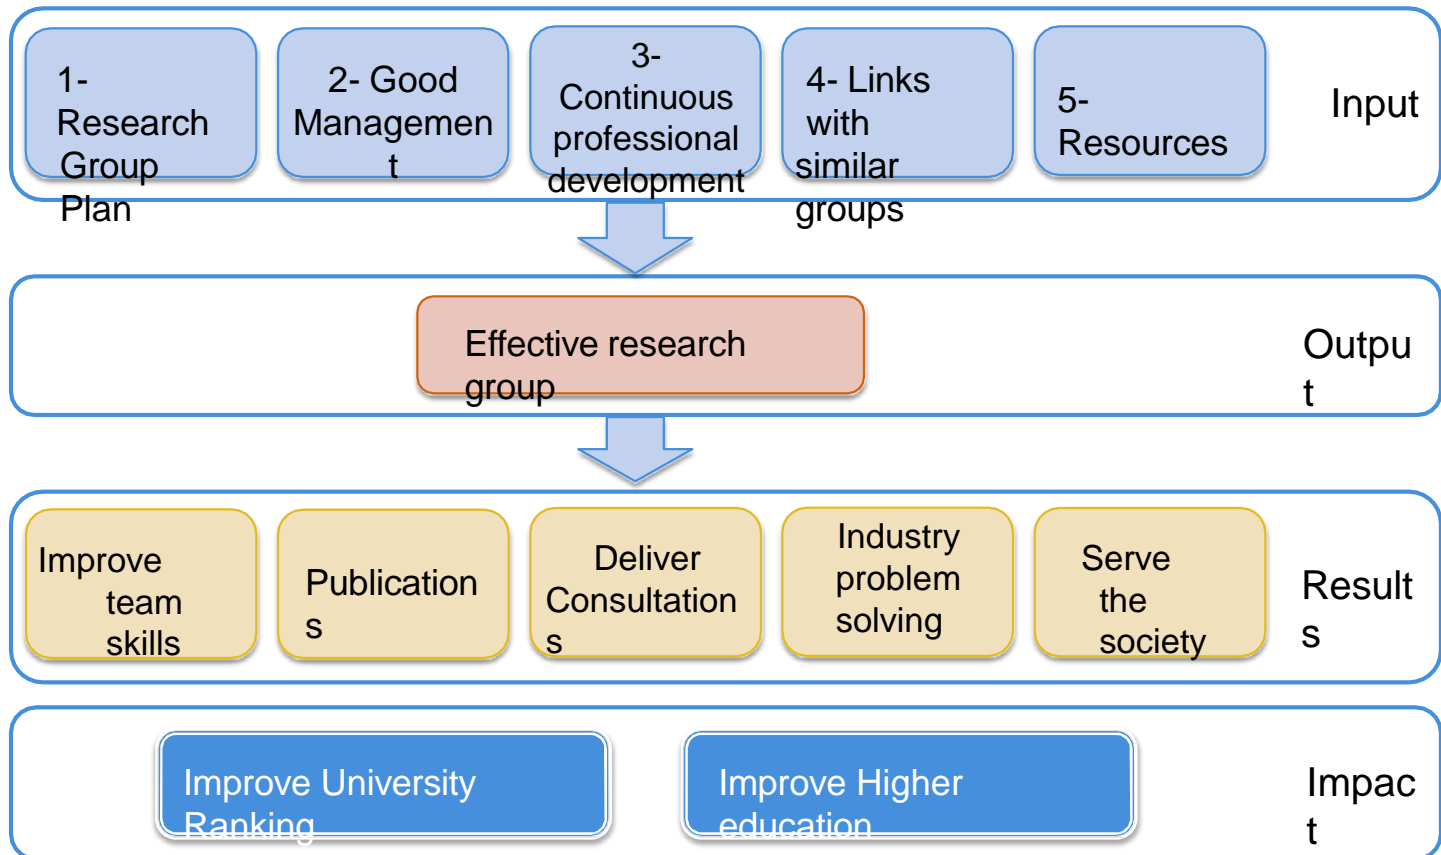 1-
Research
Group
Plan
2- Good
Managemen
t
3-
Continuous
professional
development
4- Links
with
similar
groups
5-
Resources
Input
Effective research
group
Outpu
t
Improve
team
skills
Publication
s
Deliver
Consultation
s
Industry
problem
solving
Serve
the
society
Result
s
Improve University
Ranking
Improve Higher
education
Impac
t